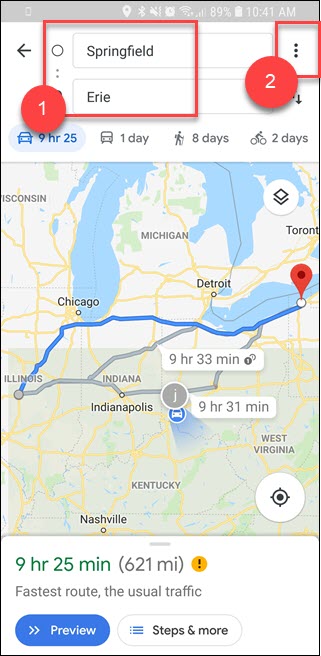 89% 10:41 AM
Springfield
1
2
Erie
9 hr 25
1 day
8 days
2 days
WISCONSIN
MICHIGAN
Toront
Detroit
Chicago
9 hr 33 min
ILLINOIS
INDIANA
j
9 hr 31 min
Indianapolis
WEST
VIRGINIA
KENTUCKY
Nashville
9 hr 25 min (621 mi)
Fastest route, the usual traffic
Preview
Steps & more